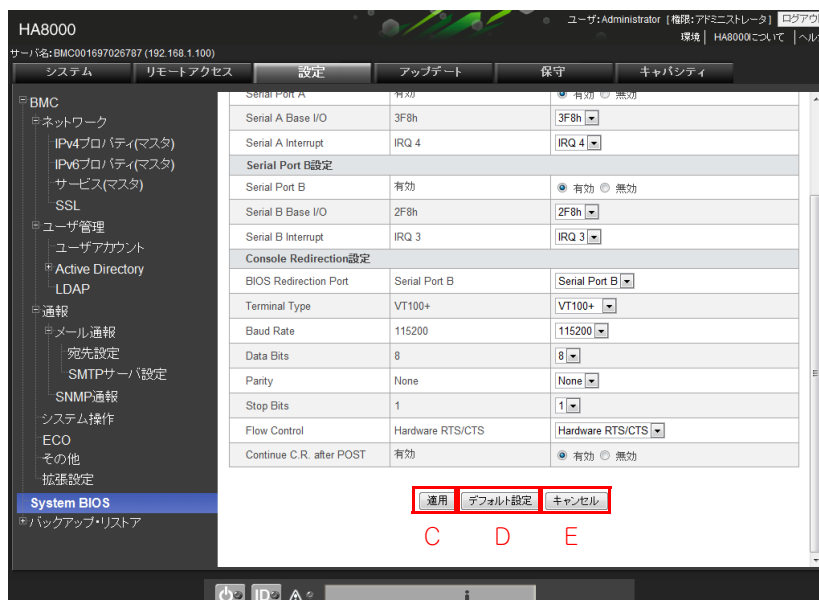 HA8000
ユーザ:Administrator [権限:アドミニストレータ] ログアウ
環境 | HA8000について | ヘル
サーバ名:BMC001697026787 (192.168.1.100)
システム リモートアクセス 設定 アップデート 保守 キャパシティ
BMC
ネットワーク
IPv4プロパティ(マスタ)
IPv6プロパティ(マスタ)
サービス(マスタ)
SSL
ユーザ管理
ユーザアカウント
Active Directory
LDAP
通報
メール通報
宛先設定
SMTPサーバ設定
SNMP通報
システム操作
ECO
その他
拡張設定
System BIOS
バックアップ・リストア
Serial Port A 有効 有効 無効
Serial A Base I/O 3F8h 3F8h
Serial A Interrupt IRQ 4 IRQ 4
Serial Port B設定
Serial Port B 有効 有効 無効
Serial B Base I/O 2F8h 2F8h
Serial B Interrupt IRQ 3 IRQ 3
Console Redirection設定
BIOS Redirection Port Serial Port B Serial Port B
Terminal Type VT100+ VT100+
Baud Rate 115200 115200
Data Bits 8 8
Parity None None
Stop Bits 1 1
Flow Control Hardware RTS/CTS Hardware RTS/CTS
Continue C.R. after POST 有効 有効 無効
適用 デフォルト設定 キャンセル
C D E
ID